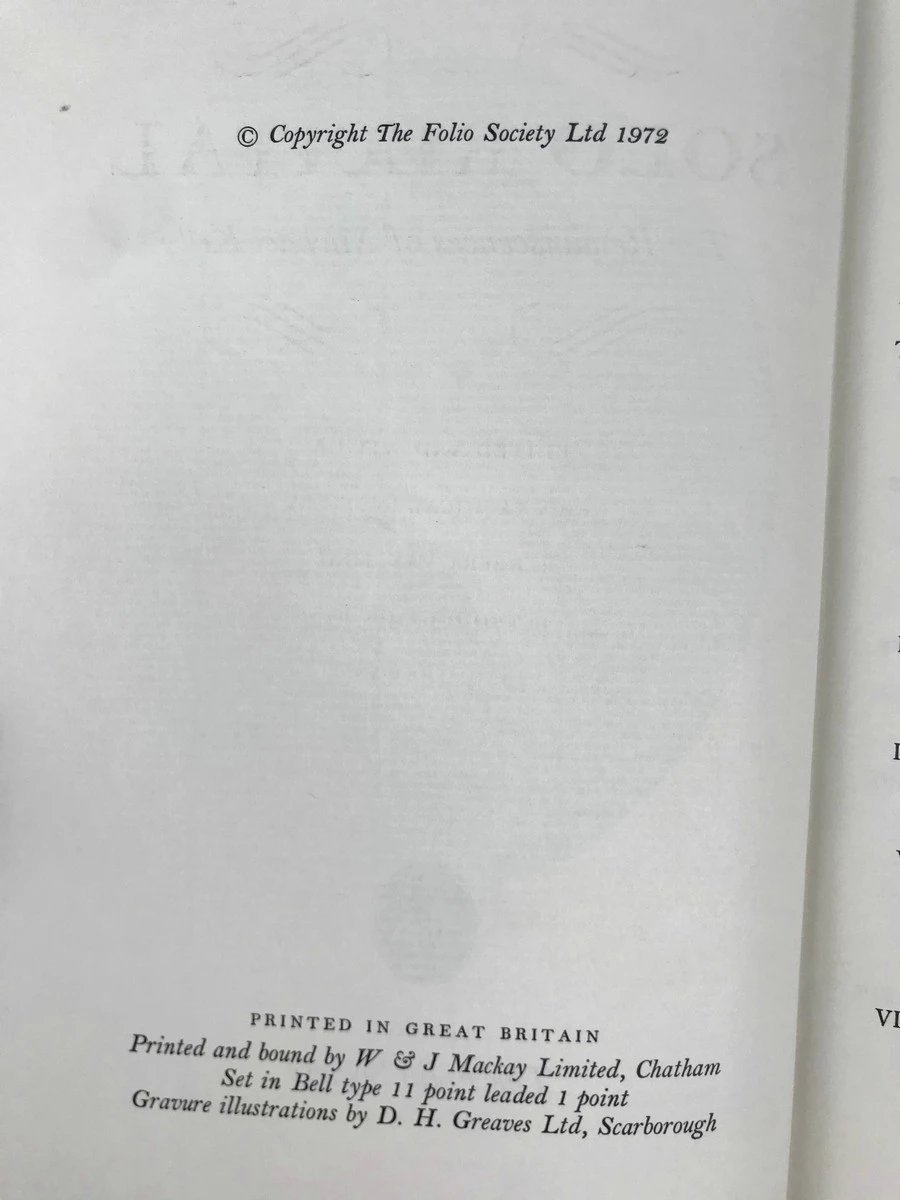 © Copyright The Folio Society Ltd 1972
PRINTED IN GREAT BRITAIN
Printed and bound by W & J Mackay Limited, Chatham
Set in Bell type 11 point leaded 1 point
Gravure illustrations by D. H. Greaves Ltd, Scarborough
VI